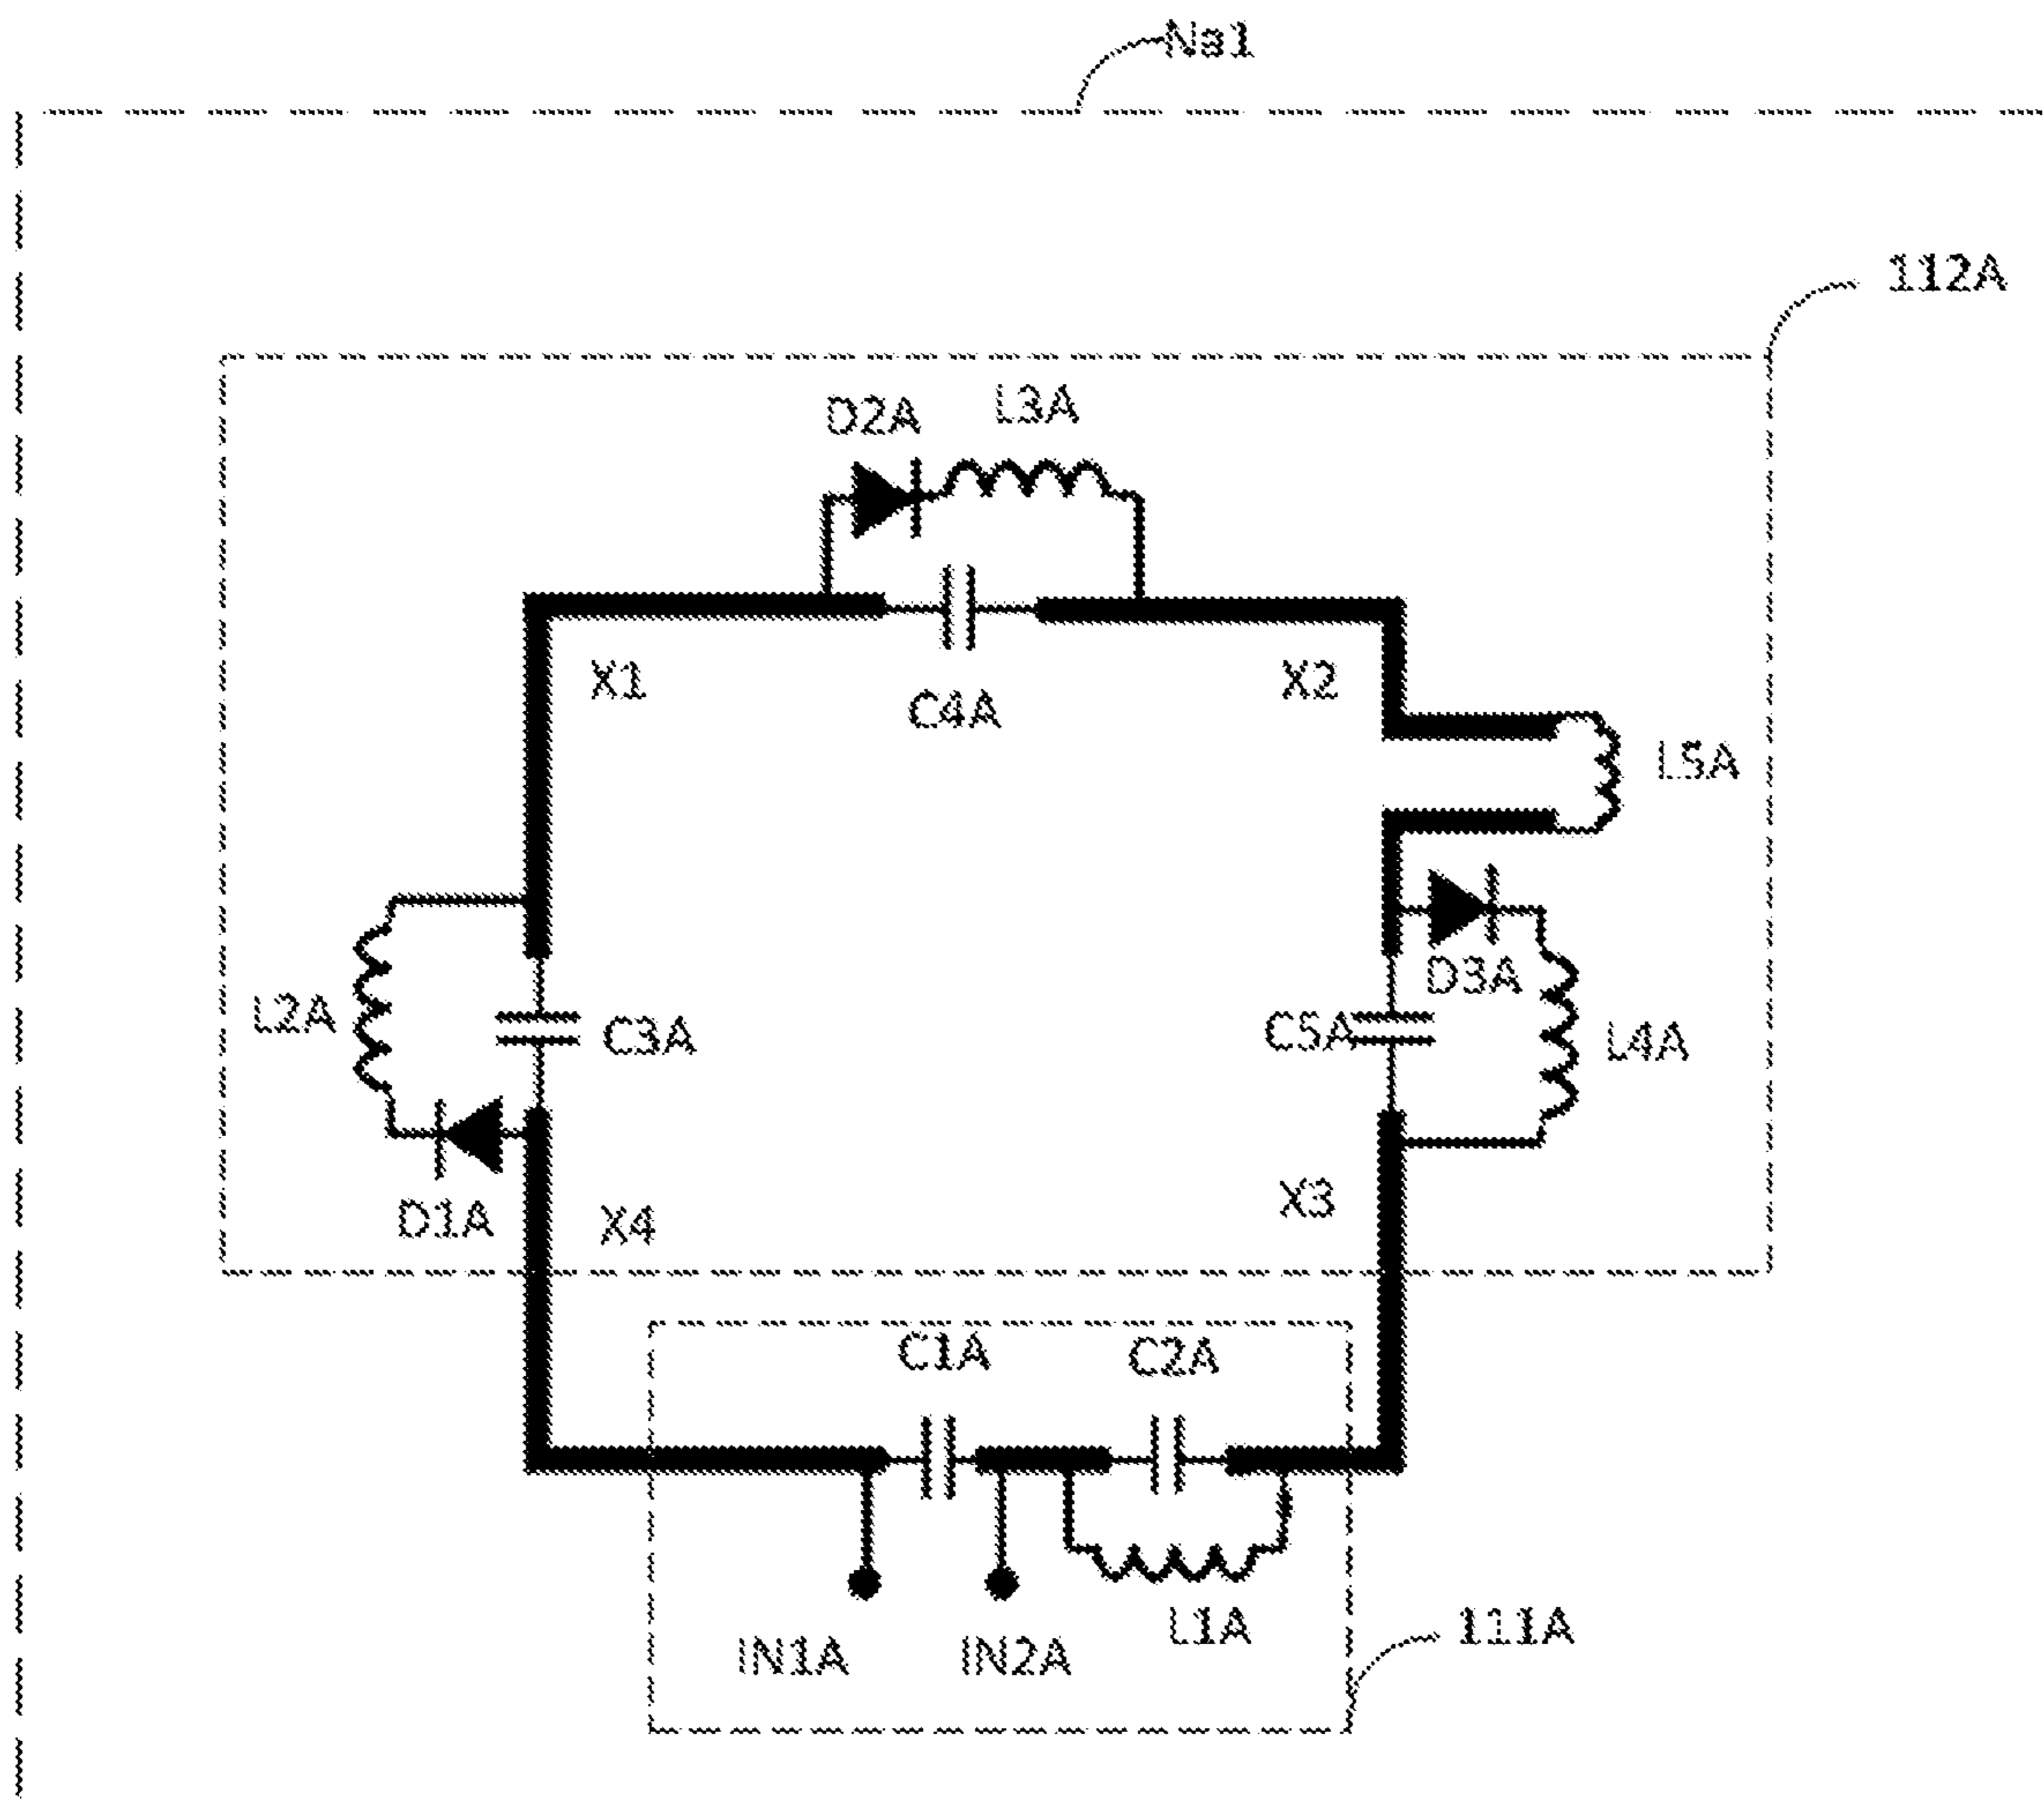 Na1
112A
D2A
L3A
X1
C4A
X2
L5A
L2A
C3A
C5A
D3A
L4A
D1A
X4
X3
C1A
C2A
IN1A
IN2A
L1A
111A